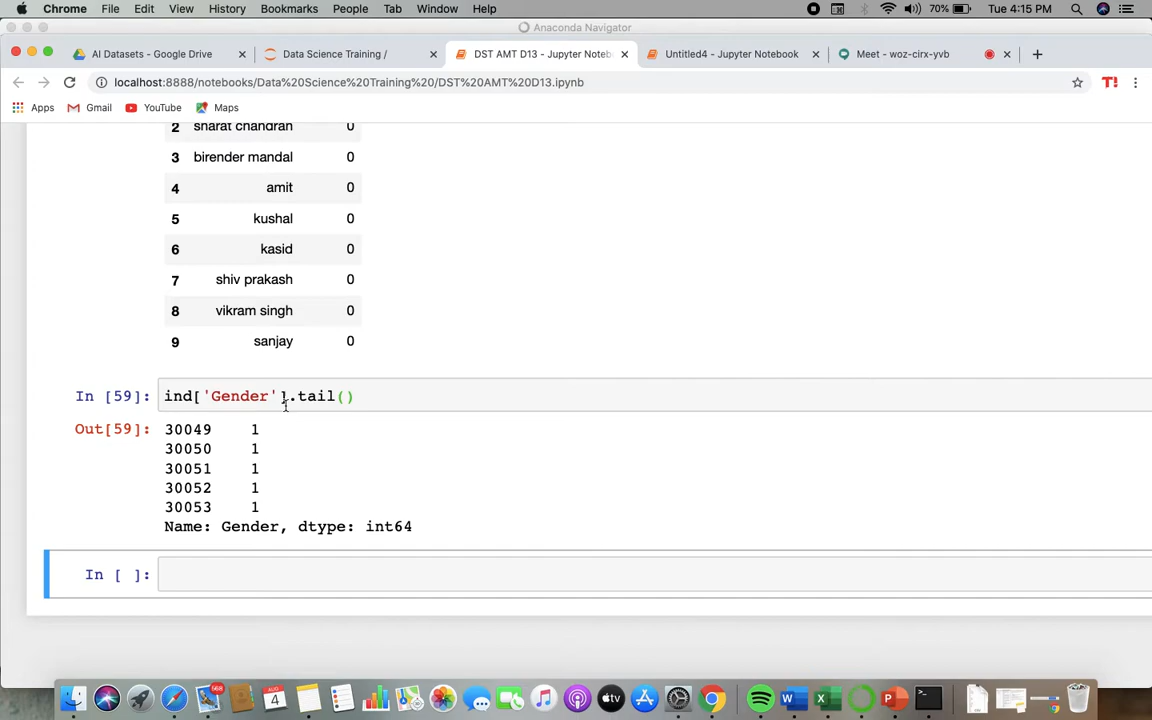 Chrome File Edit View History Bookmarks People Tab Window Help 70% Tue 4:15 PM
Anaconda Navigator
AI Datasets - Google Drive × Data Science Training / × DST AMT D13 - Jupyter Noteb × Untitled4 - Jupyter Notebook × Meet - woz-cirx-yvb × +
localhost:8888/notebooks/Data%20Science%20Training%20/DST%20AMT%20D13.ipynb T!
Apps Gmail YouTube Maps
2 sharat chandran 0
3 birender mandal 0
4 amit 0
5 kushal 0
6 kasid 0
7 shiv prakash 0
8 vikram singh 0
9 sanjay 0
In [59]: ind['Gender'].tail()
Out[59]: 30049 1
30050 1
30051 1
30052 1
30053 1
Name: Gender, dtype: int64
In [ ]: